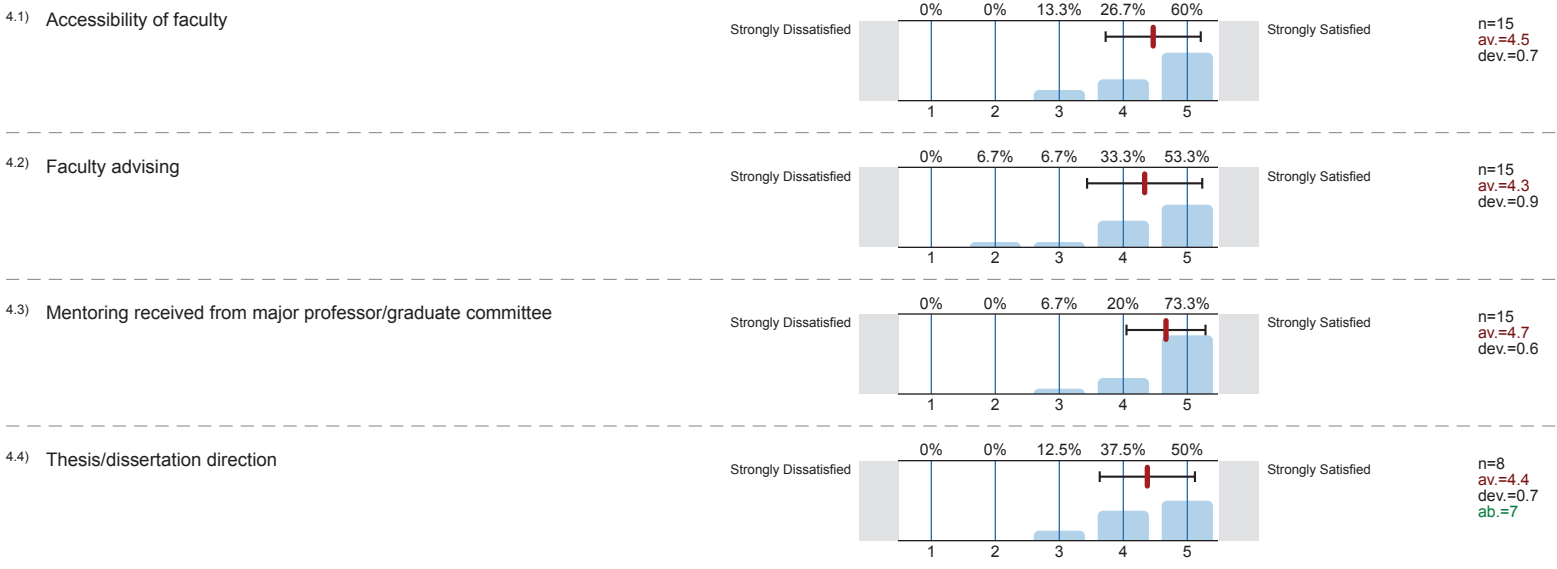 4.1) Accessibility of faculty
0% 0% 13.3% 26.7% 60%
Strongly Dissatisfied
Strongly Satisfied
n=15
av.=4.5
dev.=0.7
1 2 3 4 5
4.2) Faculty advising
0% 6.7% 6.7% 33.3% 53.3%
Strongly Dissatisfied
Strongly Satisfied
n=15
av.=4.3
dev.=0.9
1 2 3 4 5
4.3) Mentoring received from major professor/graduate committee
0% 0% 6.7% 20% 73.3%
Strongly Dissatisfied
Strongly Satisfied
n=15
av.=4.7
dev.=0.6
1 2 3 4 5
4.4) Thesis/dissertation direction
0% 0% 12.5% 37.5% 50%
Strongly Dissatisfied
Strongly Satisfied
n=8
av.=4.4
dev.=0.7
ab.=7
1 2 3 4 5